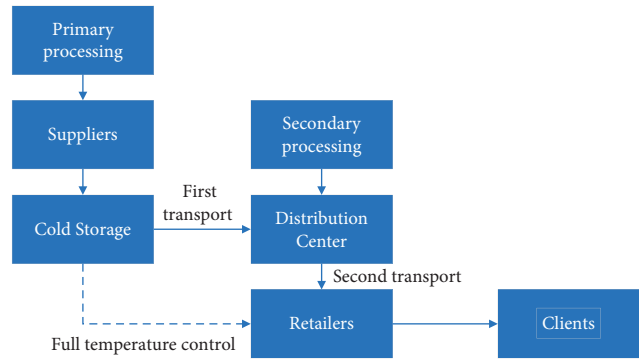 Primary
processing
Suppliers
Secondary
processing
First
transport
Cold Storage
Distribution
Center
Second transport
Retailers
Clients
Full temperature control